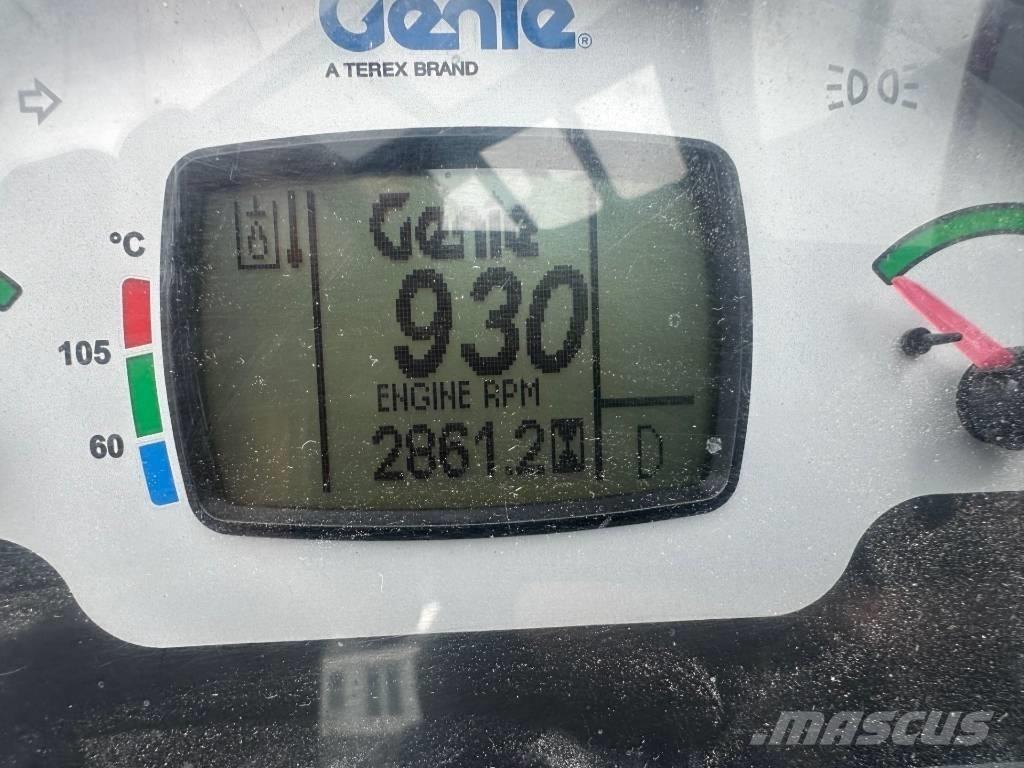 Genie®
A TEREX BRAND
°C
105
60
Genie
930
ENGINE RPM
2861.2
D
MASCUS